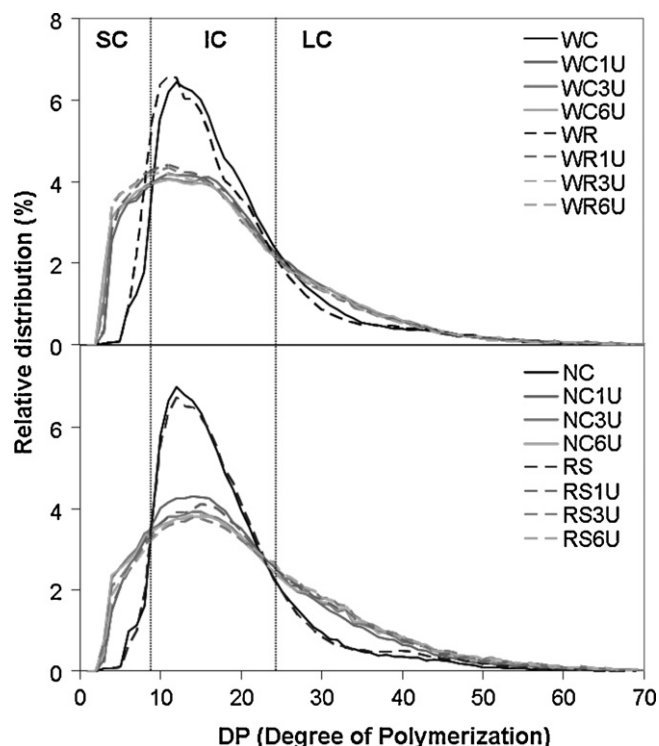 SC IC LC
WC
WC1U
WC3U
WC6U
WR
WR1U
WR3U
WR6U
8
6
4
2
0
Relative distribution (%)
NC
NC1U
NC3U
NC6U
RS
RS1U
RS3U
RS6U
6
4
2
0
0 10 20 30 40 50 60 70
DP (Degree of Polymerization)